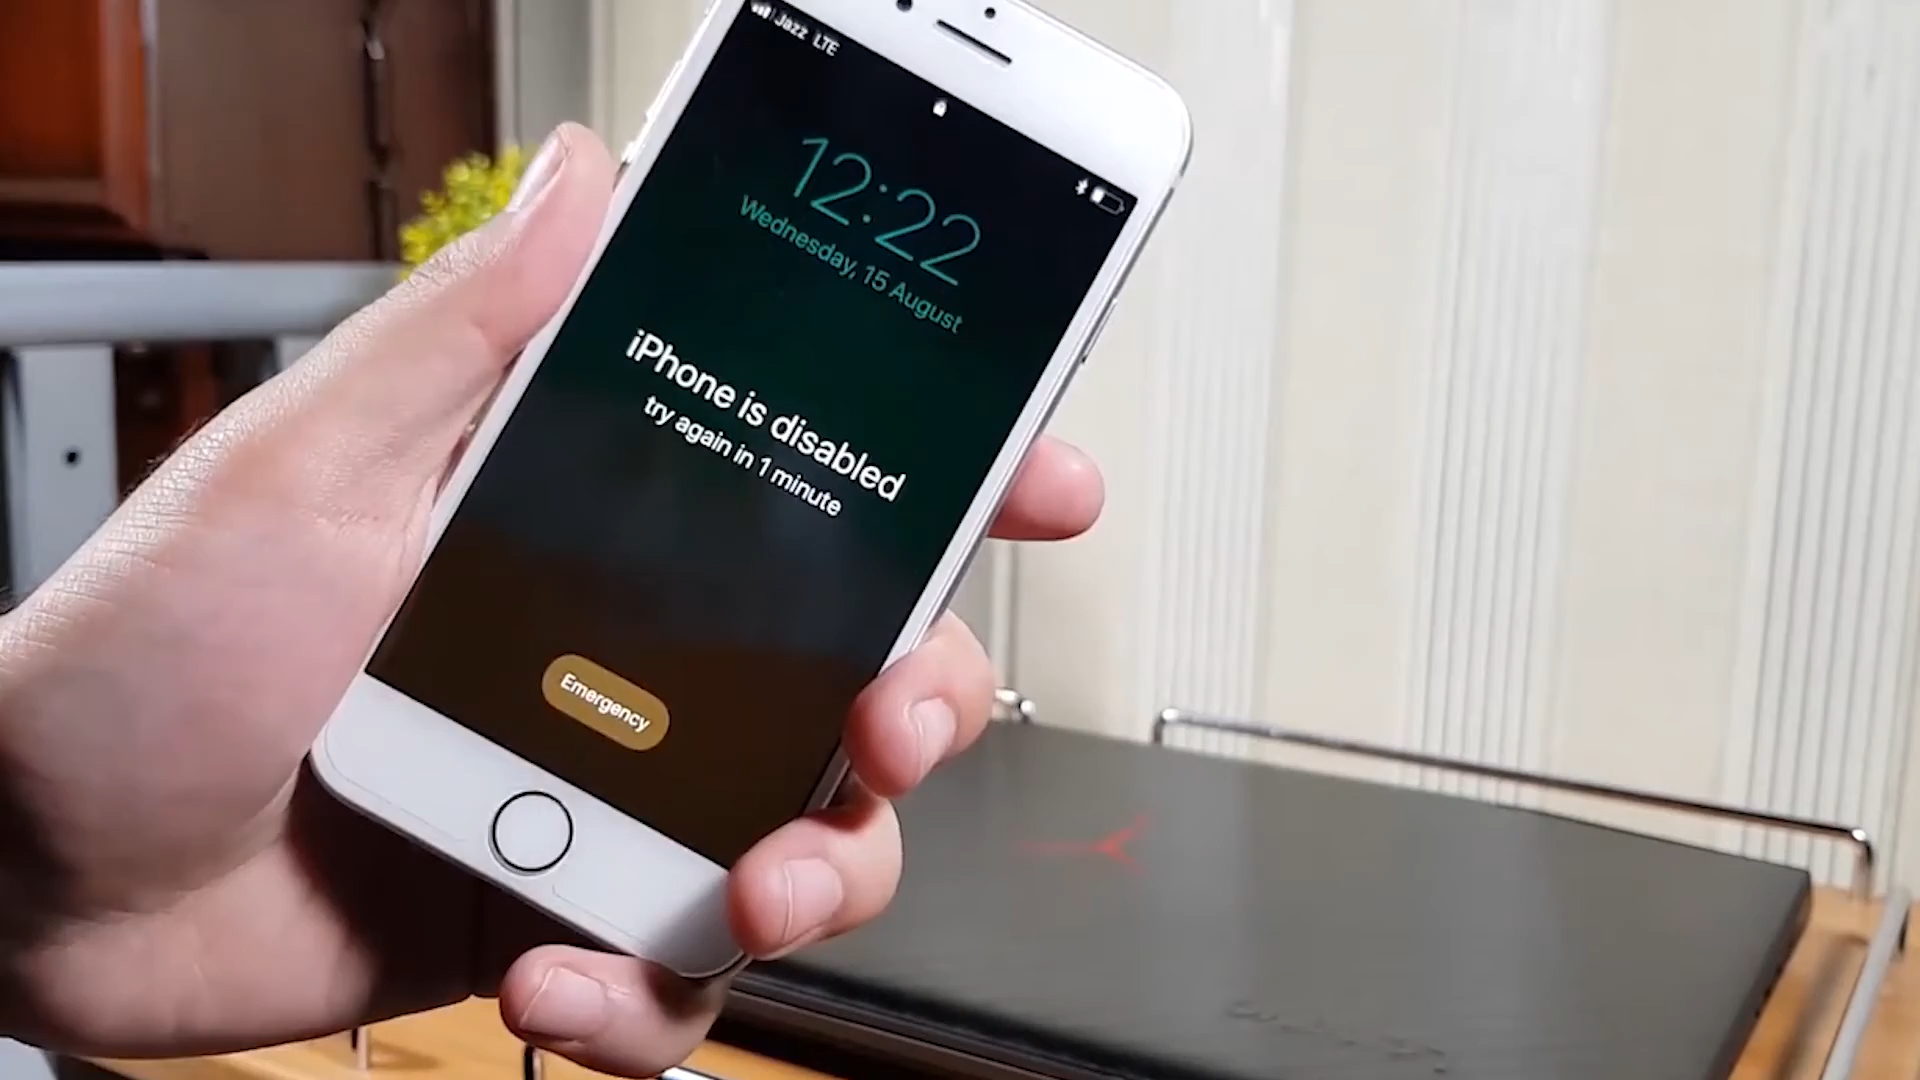 Jazz LTE
12:22
Wednesday, 15 August
iPhone is disabled
try again in 1 minute
Emergency